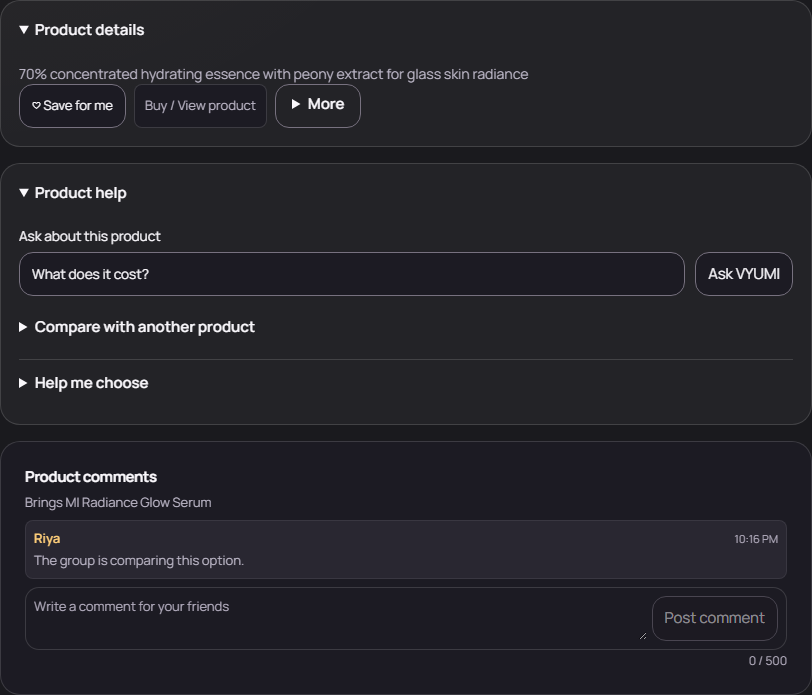 ▼ Product details
70% concentrated hydrating essence with peony extract for glass skin radiance
♡ Save for me
Buy / View product
▶ More
▼ Product help
Ask about this product
What does it cost?
Ask VYUMI
▶ Compare with another product
▶ Help me choose
Product comments
Brings MI Radiance Glow Serum
Riya
10:16 PM
The group is comparing this option.
Write a comment for your friends
Post comment
0 / 500